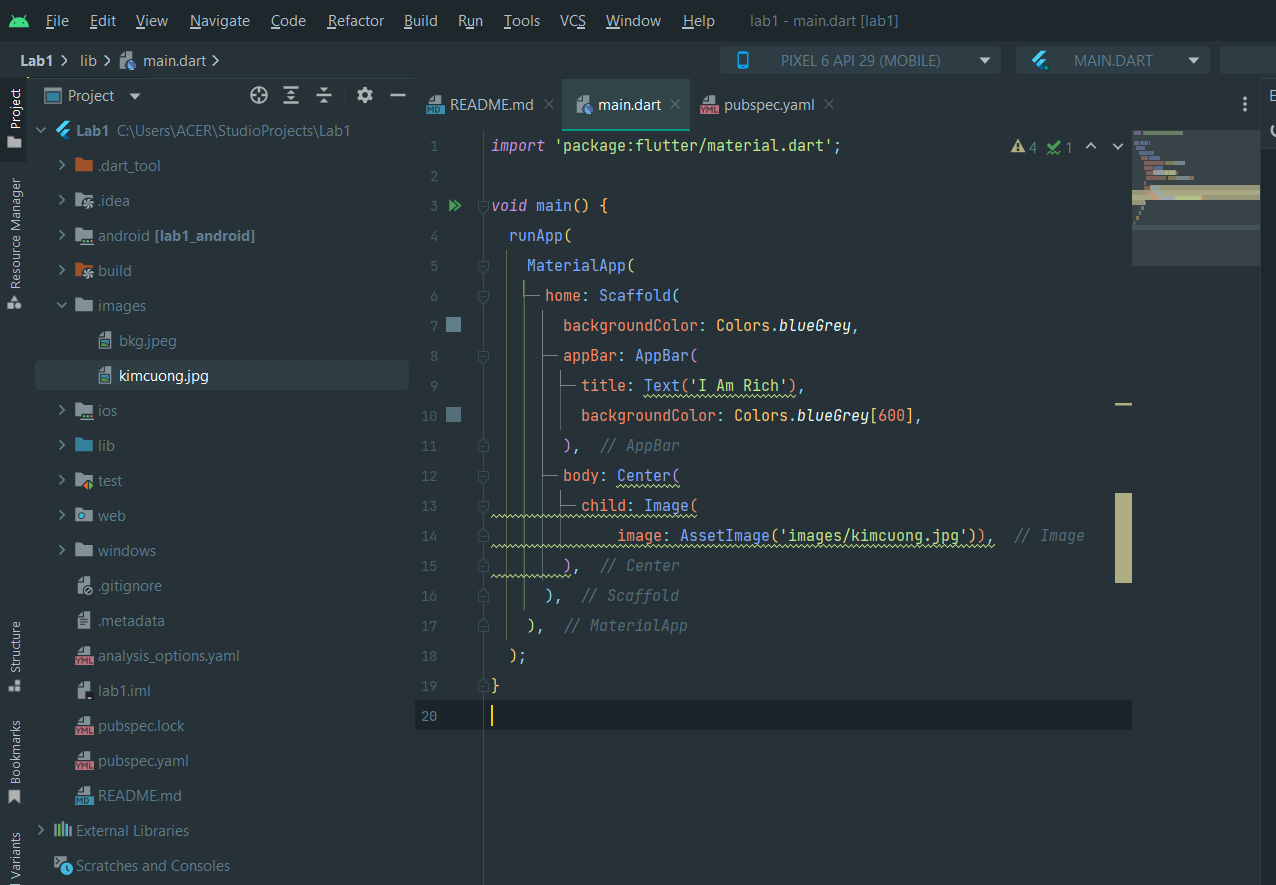 File Edit View Navigate Code Refactor Build Run Tools VCS Window Help lab1 - main.dart [lab1]
Lab1 lib main.dart PIXEL 6 API 29 (MOBILE) MAIN.DART
Project
Resource Manager
Structure
Bookmarks
Variants
Project
Lab1 C:\Users\ACER\StudioProjects\Lab1
.dart_tool
.idea
android [lab1_android]
build
images
bkg.jpeg
kimcuong.jpg
ios
lib
test
web
windows
.gitignore
.metadata
analysis_options.yaml
lab1.iml
pubspec.lock
pubspec.yaml
README.md
External Libraries
Scratches and Consoles
README.md main.dart pubspec.yaml
4 1
1 import 'package:flutter/material.dart';
2
3 void main() {
4 runApp(
5 MaterialApp(
6 home: Scaffold(
7 backgroundColor: Colors.blueGrey,
8 appBar: AppBar(
9 title: Text('I Am Rich'),
10 backgroundColor: Colors.blueGrey[600],
11 ), // AppBar
12 body: Center(
13 child: Image(
14 image: AssetImage('images/kimcuong.jpg')), // Image
15 ), // Center
16 ), // Scaffold
17 ), // MaterialApp
18 );
19 }
20